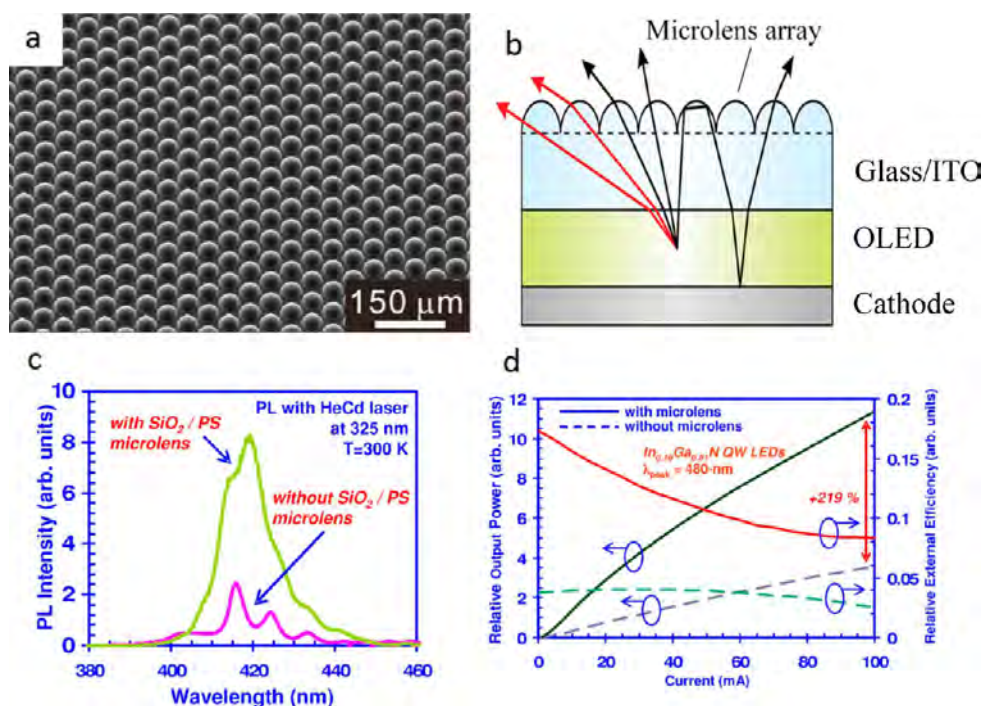 a
150 µm
b
Microlens array
Glass/ITO
OLED
Cathode
c
PL Intensity (arb. units)
10
8
6
4
2
0
380
400
420
440
460
Wavelength (nm)
PL with HeCd laser
at 325 nm
T=300 K
with SiO2 / PS
microlens
without SiO2 / PS
microlens
d
Relative Output Power (arb. units)
12
10
8
6
4
2
0
with microlens
without microlens
In0.19Ga0.81N QW LEDs
λpeak = 480-nm
+219 %
0.2
0.15
0.1
0.05
0
Relative External Efficiency (arb. units)
0
20
40
60
80
100
Current (mA)